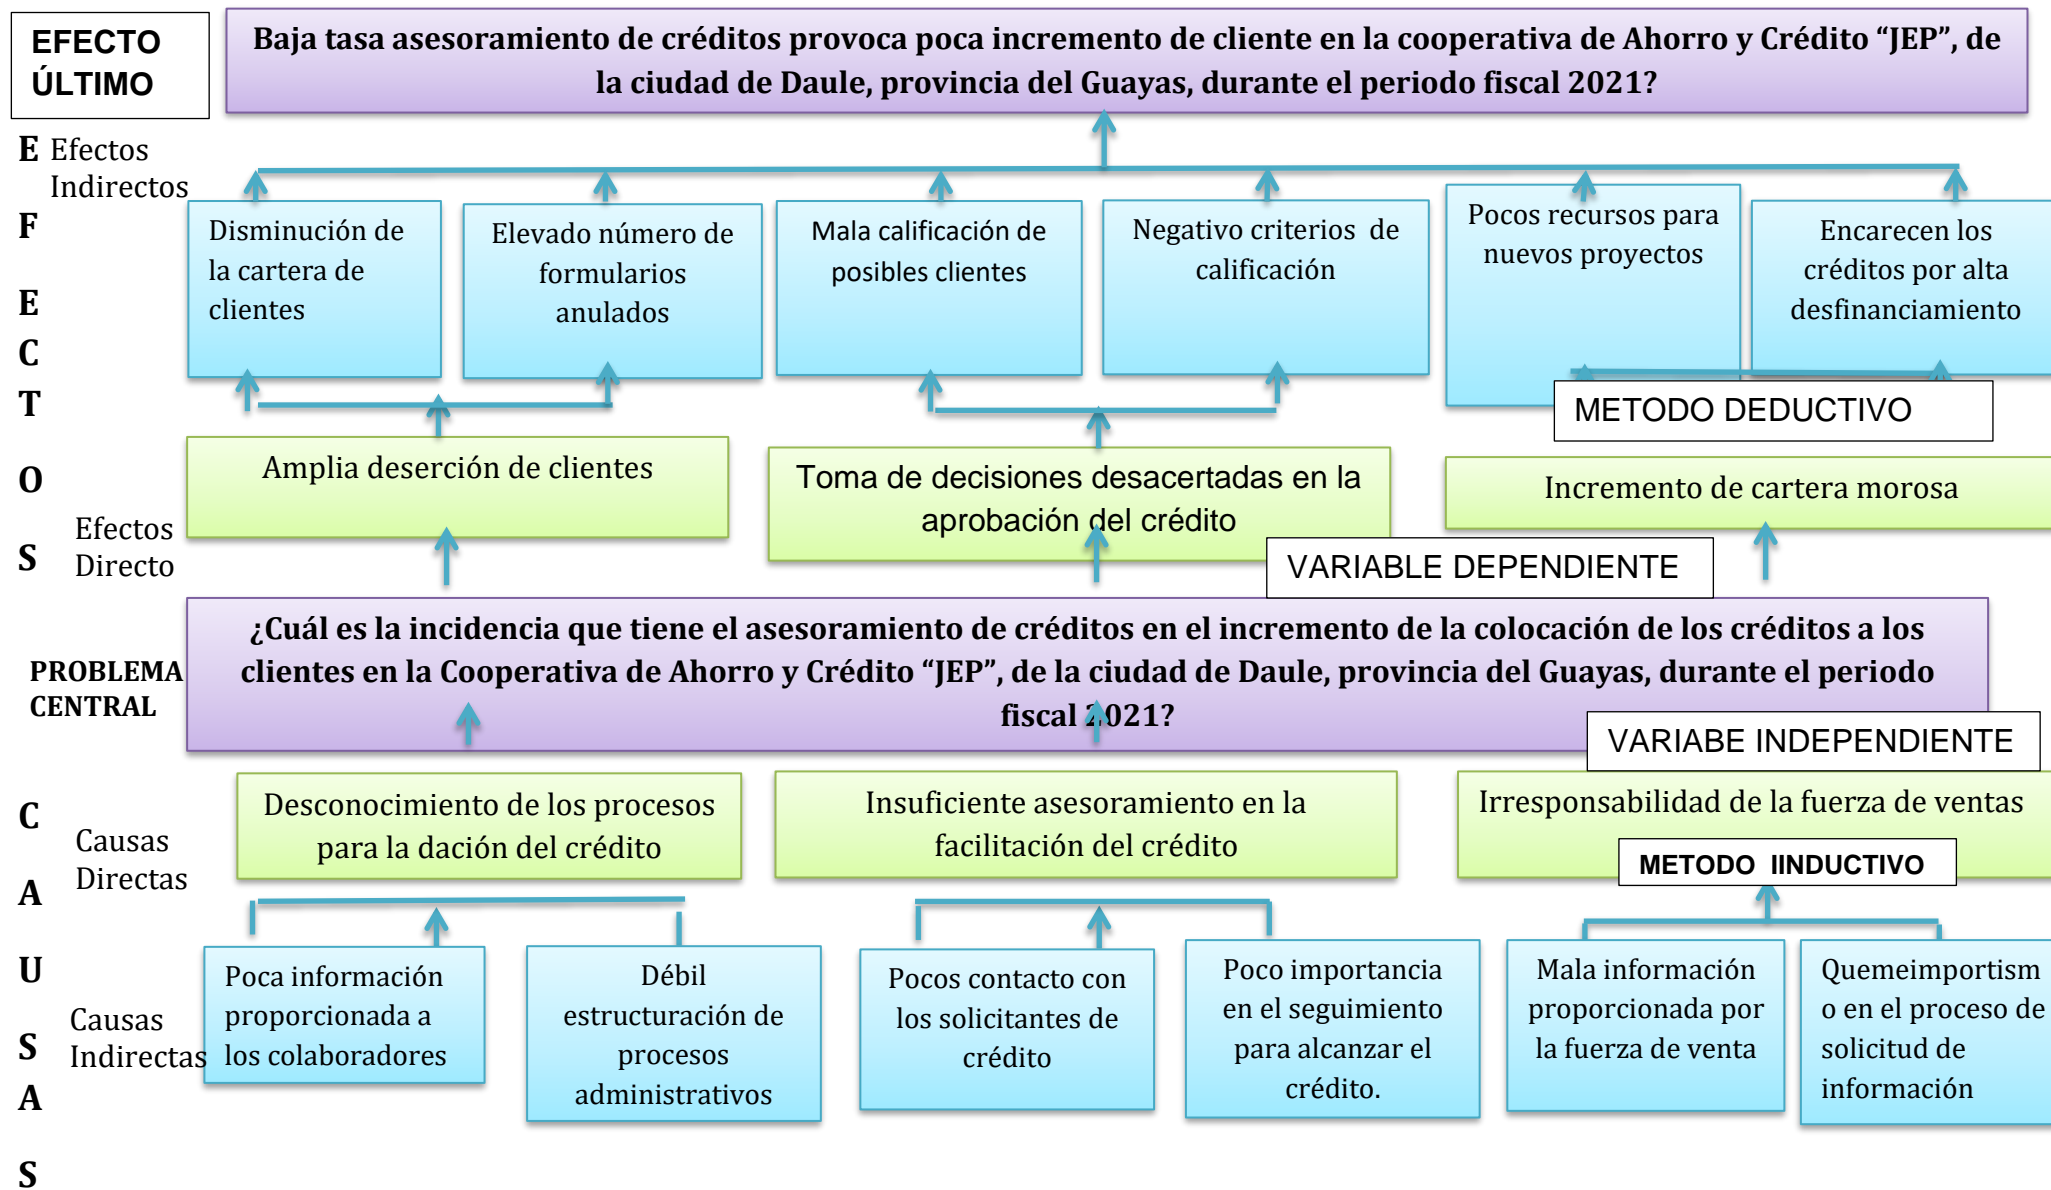 EFECTO
ÚLTIMO
Baja tasa asesoramiento de créditos provoca poca incremento de cliente en la cooperativa de Ahorro y Crédito “JEP”, de
la ciudad de Daule, provincia del Guayas, durante el periodo fiscal 2021?
E
F
E
C
T
O
S
Efectos
Indirectos
Disminución de
la cartera de
clientes
Elevado número de
formularios
anulados
Mala calificación de
posibles clientes
Negativo criterios de
calificación
Pocos recursos para
nuevos proyectos
Encarecen los
créditos por alta
desfinanciamiento
METODO DEDUCTIVO
Efectos
Directo
Amplia deserción de clientes
Toma de decisiones desacertadas en la
aprobación del crédito
Incremento de cartera morosa
VARIABLE DEPENDIENTE
PROBLEMA
CENTRAL
¿Cuál es la incidencia que tiene el asesoramiento de créditos en el incremento de la colocación de los créditos a los
clientes en la Cooperativa de Ahorro y Crédito “JEP”, de la ciudad de Daule, provincia del Guayas, durante el periodo
fiscal 2021?
VARIABE INDEPENDIENTE
C
A
U
S
A
S
Causas
Directas
Desconocimiento de los procesos
para la dación del crédito
Insuficiente asesoramiento en la
facilitación del crédito
Irresponsabilidad de la fuerza de ventas
METODO IINDUCTIVO
Causas
Indirectas
Poca información
proporcionada a
los colaboradores
Débil
estructuración de
procesos
administrativos
Pocos contacto con
los solicitantes de
crédito
Poco importancia
en el seguimiento
para alcanzar el
crédito.
Mala información
proporcionada por
la fuerza de venta
Quemeimportism
o en el proceso de
solicitud de
información